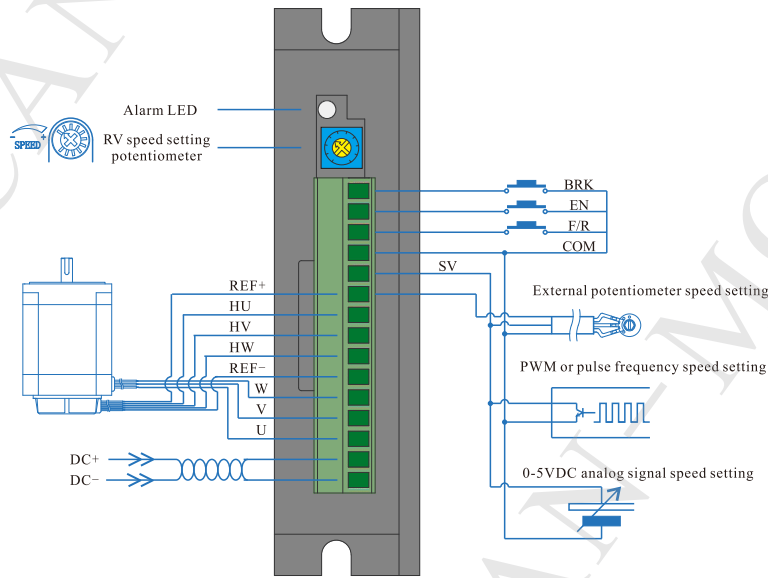 Alarm LED
- SPEED +
RV speed setting
potentiometer
BRK
EN
F/R
COM
SV
REF+
HU
HV
HW
REF−
W
V
U
DC+
DC−
External potentiometer speed setting
PWM or pulse frequency speed setting
0-5VDC analog signal speed setting